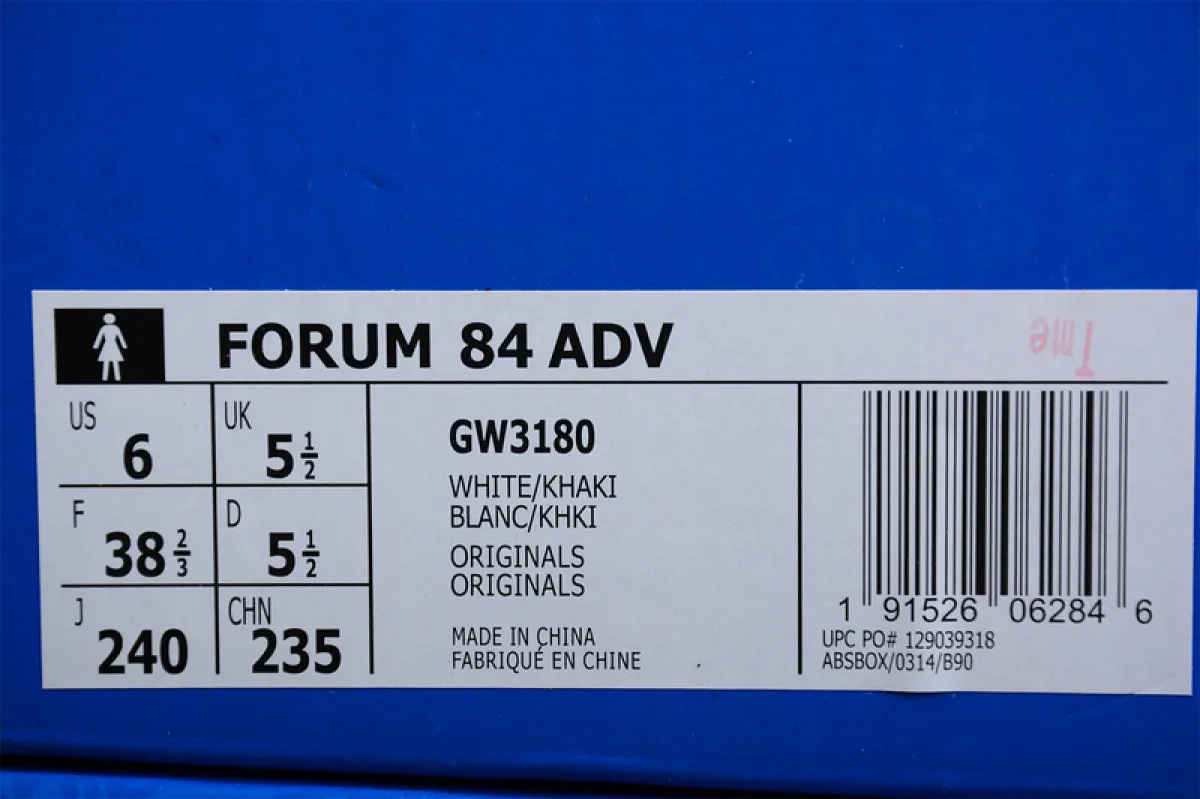 FORUM 84 ADV
Tme
US 6
UK 5 1/2
F 38 2/3
D 5 1/2
J 240
CHN 235
GW3180
WHITE/KHAKI
BLANC/KHKI
ORIGINALS
ORIGINALS
MADE IN CHINA
FABRIQUÉ EN CHINE
1 91526 06284 6
UPC PO# 129039318
ABSBOX/0314/B90